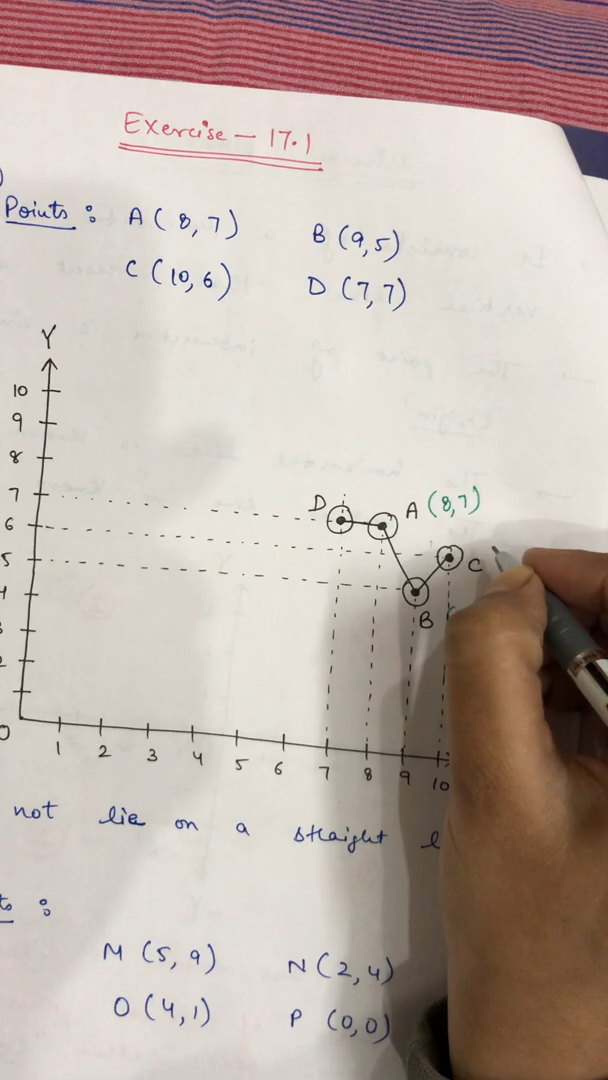 Exercise - 17.1
Points : A (8,7) B (9,5)
C (10,6) D (7,7)
Y
10
9
8
7
6
5
D A (8,7)
C
B
0 1 2 3 4 5 6 7 8 9 10
not lie on a straight
M (5,9) N (2,4)
O (4,1) P (0,0)